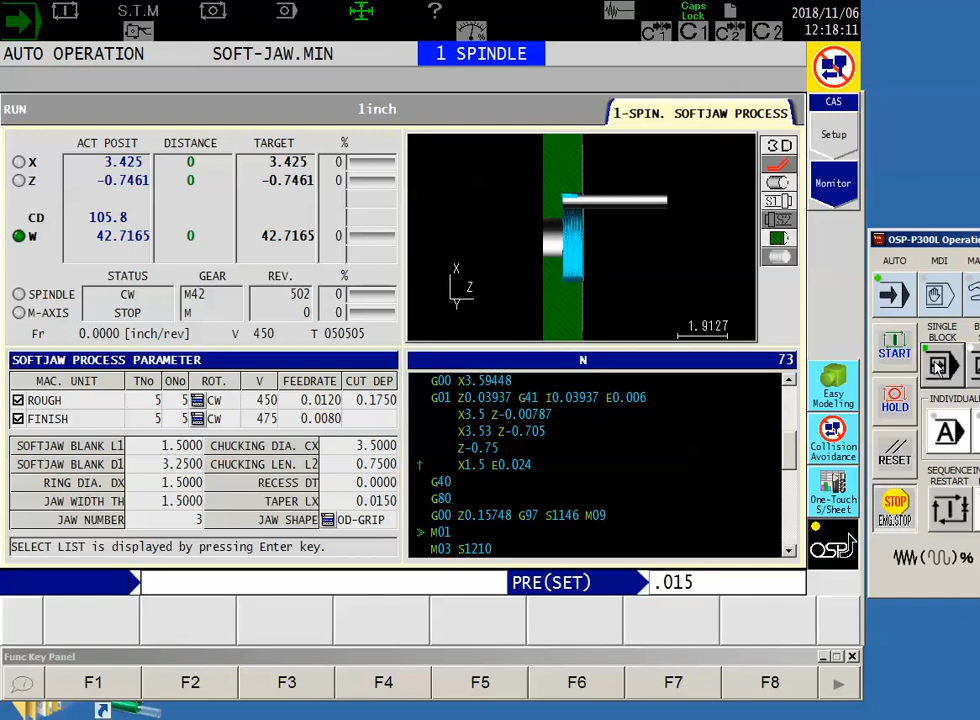 S.T.M
?
Caps Lock
C1 C1 C2 C2
2018/11/06
12:18:11
AUTO OPERATION SOFT-JAW.MIN 1 SPINDLE
RUN 1inch 1-SPIN. SOFTJAW PROCESS
CAS
Setup
Monitor
ACT POSIT DISTANCE TARGET %
X 3.425 0 3.425 0
Z -0.7461 0 -0.7461 0
CD 105.8
W 42.7165 0 42.7165 0
STATUS GEAR REV. %
SPINDLE CW M42 502 0
M-AXIS STOP M 0 0
Fr 0.0000 [inch/rev] V 450 T 050505
X
Z
Y
1.9127
3D
S1
S2
SOFTJAW PROCESS PARAMETER
MAC. UNIT TNo ONo ROT. V FEEDRATE CUT DEP
ROUGH 5 5 CW 450 0.0120 0.1750
FINISH 5 5 CW 475 0.0080
SOFTJAW BLANK L1 1.5000 CHUCKING DIA. CX 3.5000
SOFTJAW BLANK D1 3.2500 CHUCKING LEN. L2 0.7500
RING DIA. DX 1.5000 RECESS DT 0.0000
JAW WIDTH TH 1.5000 TAPER LX 0.0150
JAW NUMBER 3 JAW SHAPE OD-GRIP
SELECT LIST is displayed by pressing Enter key.
N 73
G00 X3.59448
G01 Z0.03937 G41 I0.03937 E0.006
X3.5 Z-0.00787
X3.53 Z-0.705
Z-0.75
↑ X1.5 E0.024
G40
G80
G00 Z0.15748 G97 S1146 M09
M01
M03 S1210
Easy Modeling
Collision Avoidance
One-Touch S/Sheet
OSP
PRE(SET) .015
Func Key Panel
F1 F2 F3 F4 F5 F6 F7 F8
OSP-P300L Operatio
AUTO MDI MA
START
SINGLE BLOCK
B
HOLD
INDIVIDUAL
A
RESET
SEQUENCE
RESTART
STOP
EMG.STOP
%